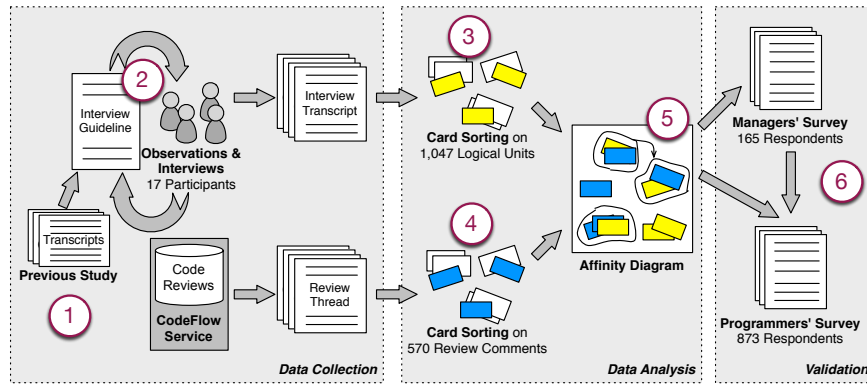 Interview
Guideline
2
Observations &
Interviews
17 Participants
Interview
Transcript
Transcripts
Previous Study
1
Code
Reviews
CodeFlow
Service
Review
Thread
Data Collection
3
Card Sorting on
1,047 Logical Units
4
Card Sorting on
570 Review Comments
5
Affinity Diagram
Data Analysis
Managers' Survey
165 Respondents
6
Programmers' Survey
873 Respondents
Validation